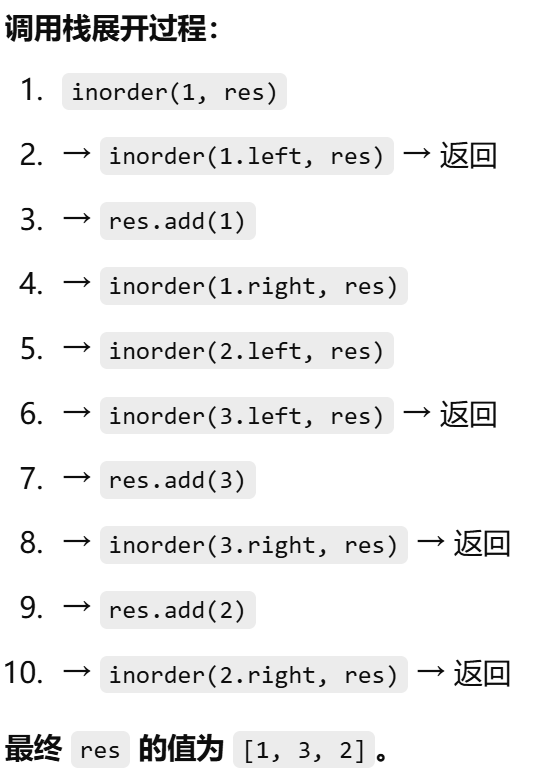 调用栈展开过程：
1. inorder(1, res)
2. → inorder(1.left, res) → 返回
3. → res.add(1)
4. → inorder(1.right, res)
5. → inorder(2.left, res)
6. → inorder(3.left, res) → 返回
7. → res.add(3)
8. → inorder(3.right, res) → 返回
9. → res.add(2)
10. → inorder(2.right, res) → 返回
最终 res 的值为 [1, 3, 2]。